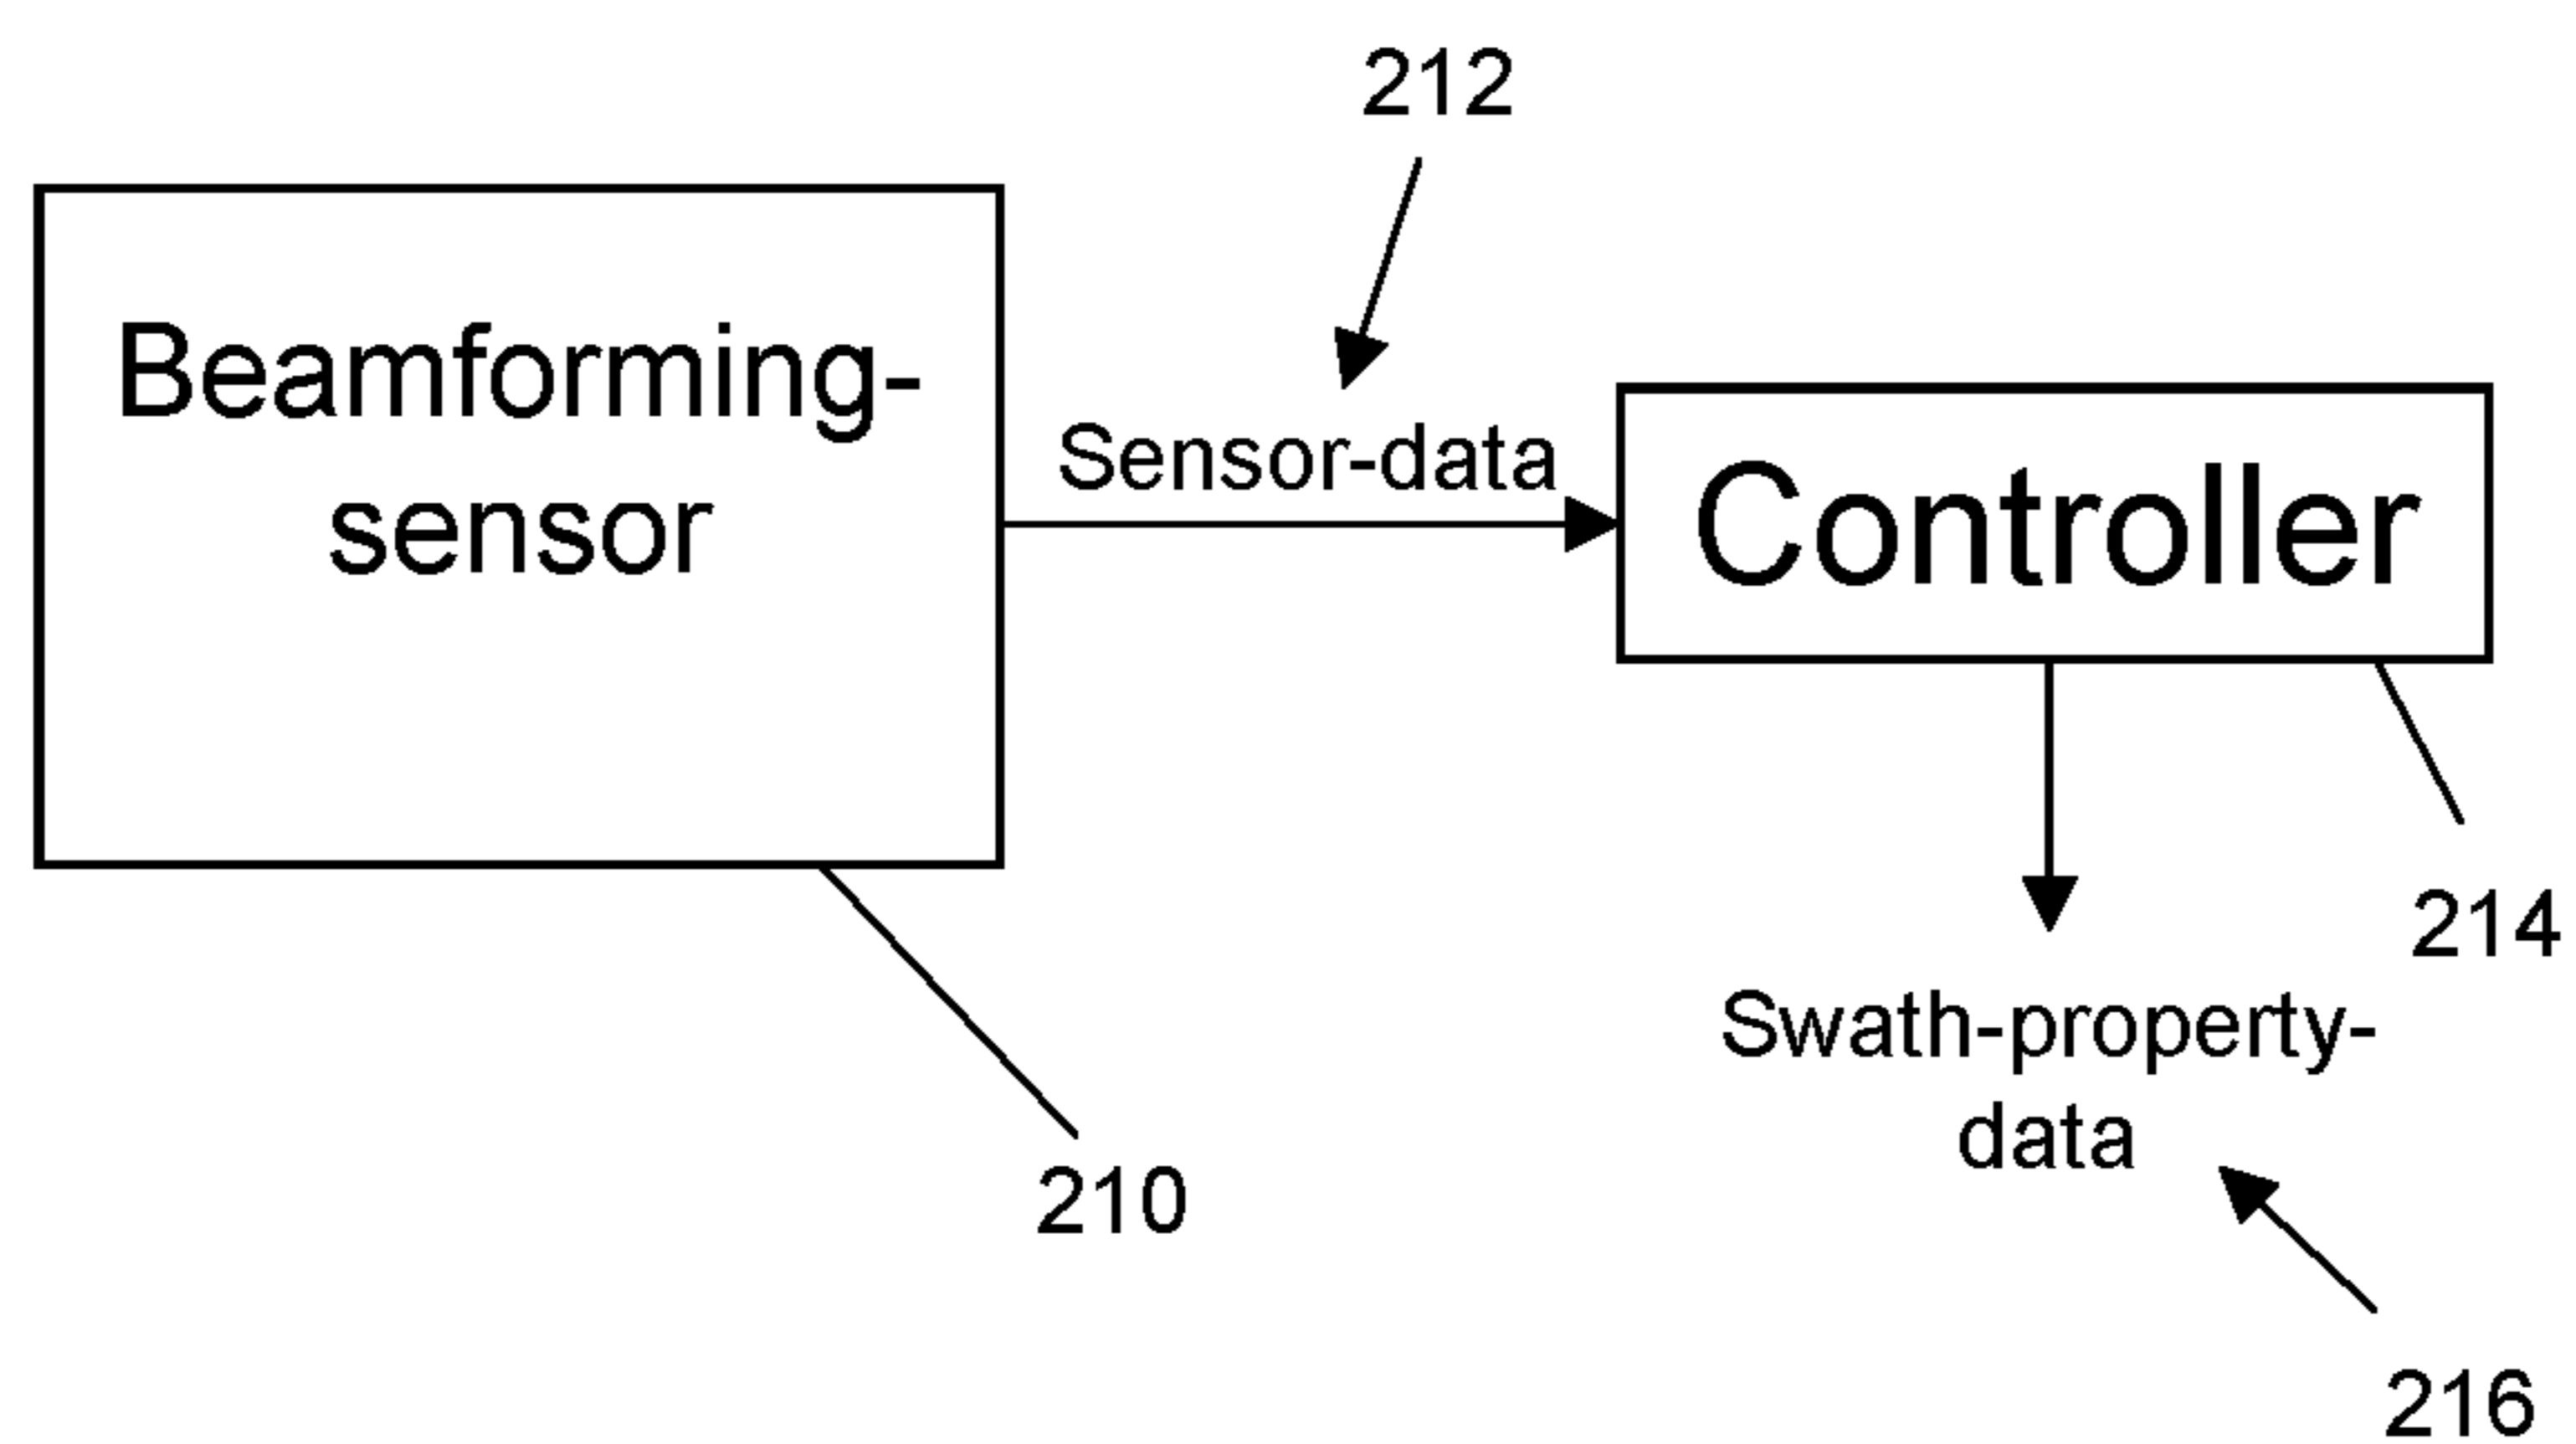 212
Beamforming-
sensor
Sensor-data
Controller
214
Swath-property-
data
210
216